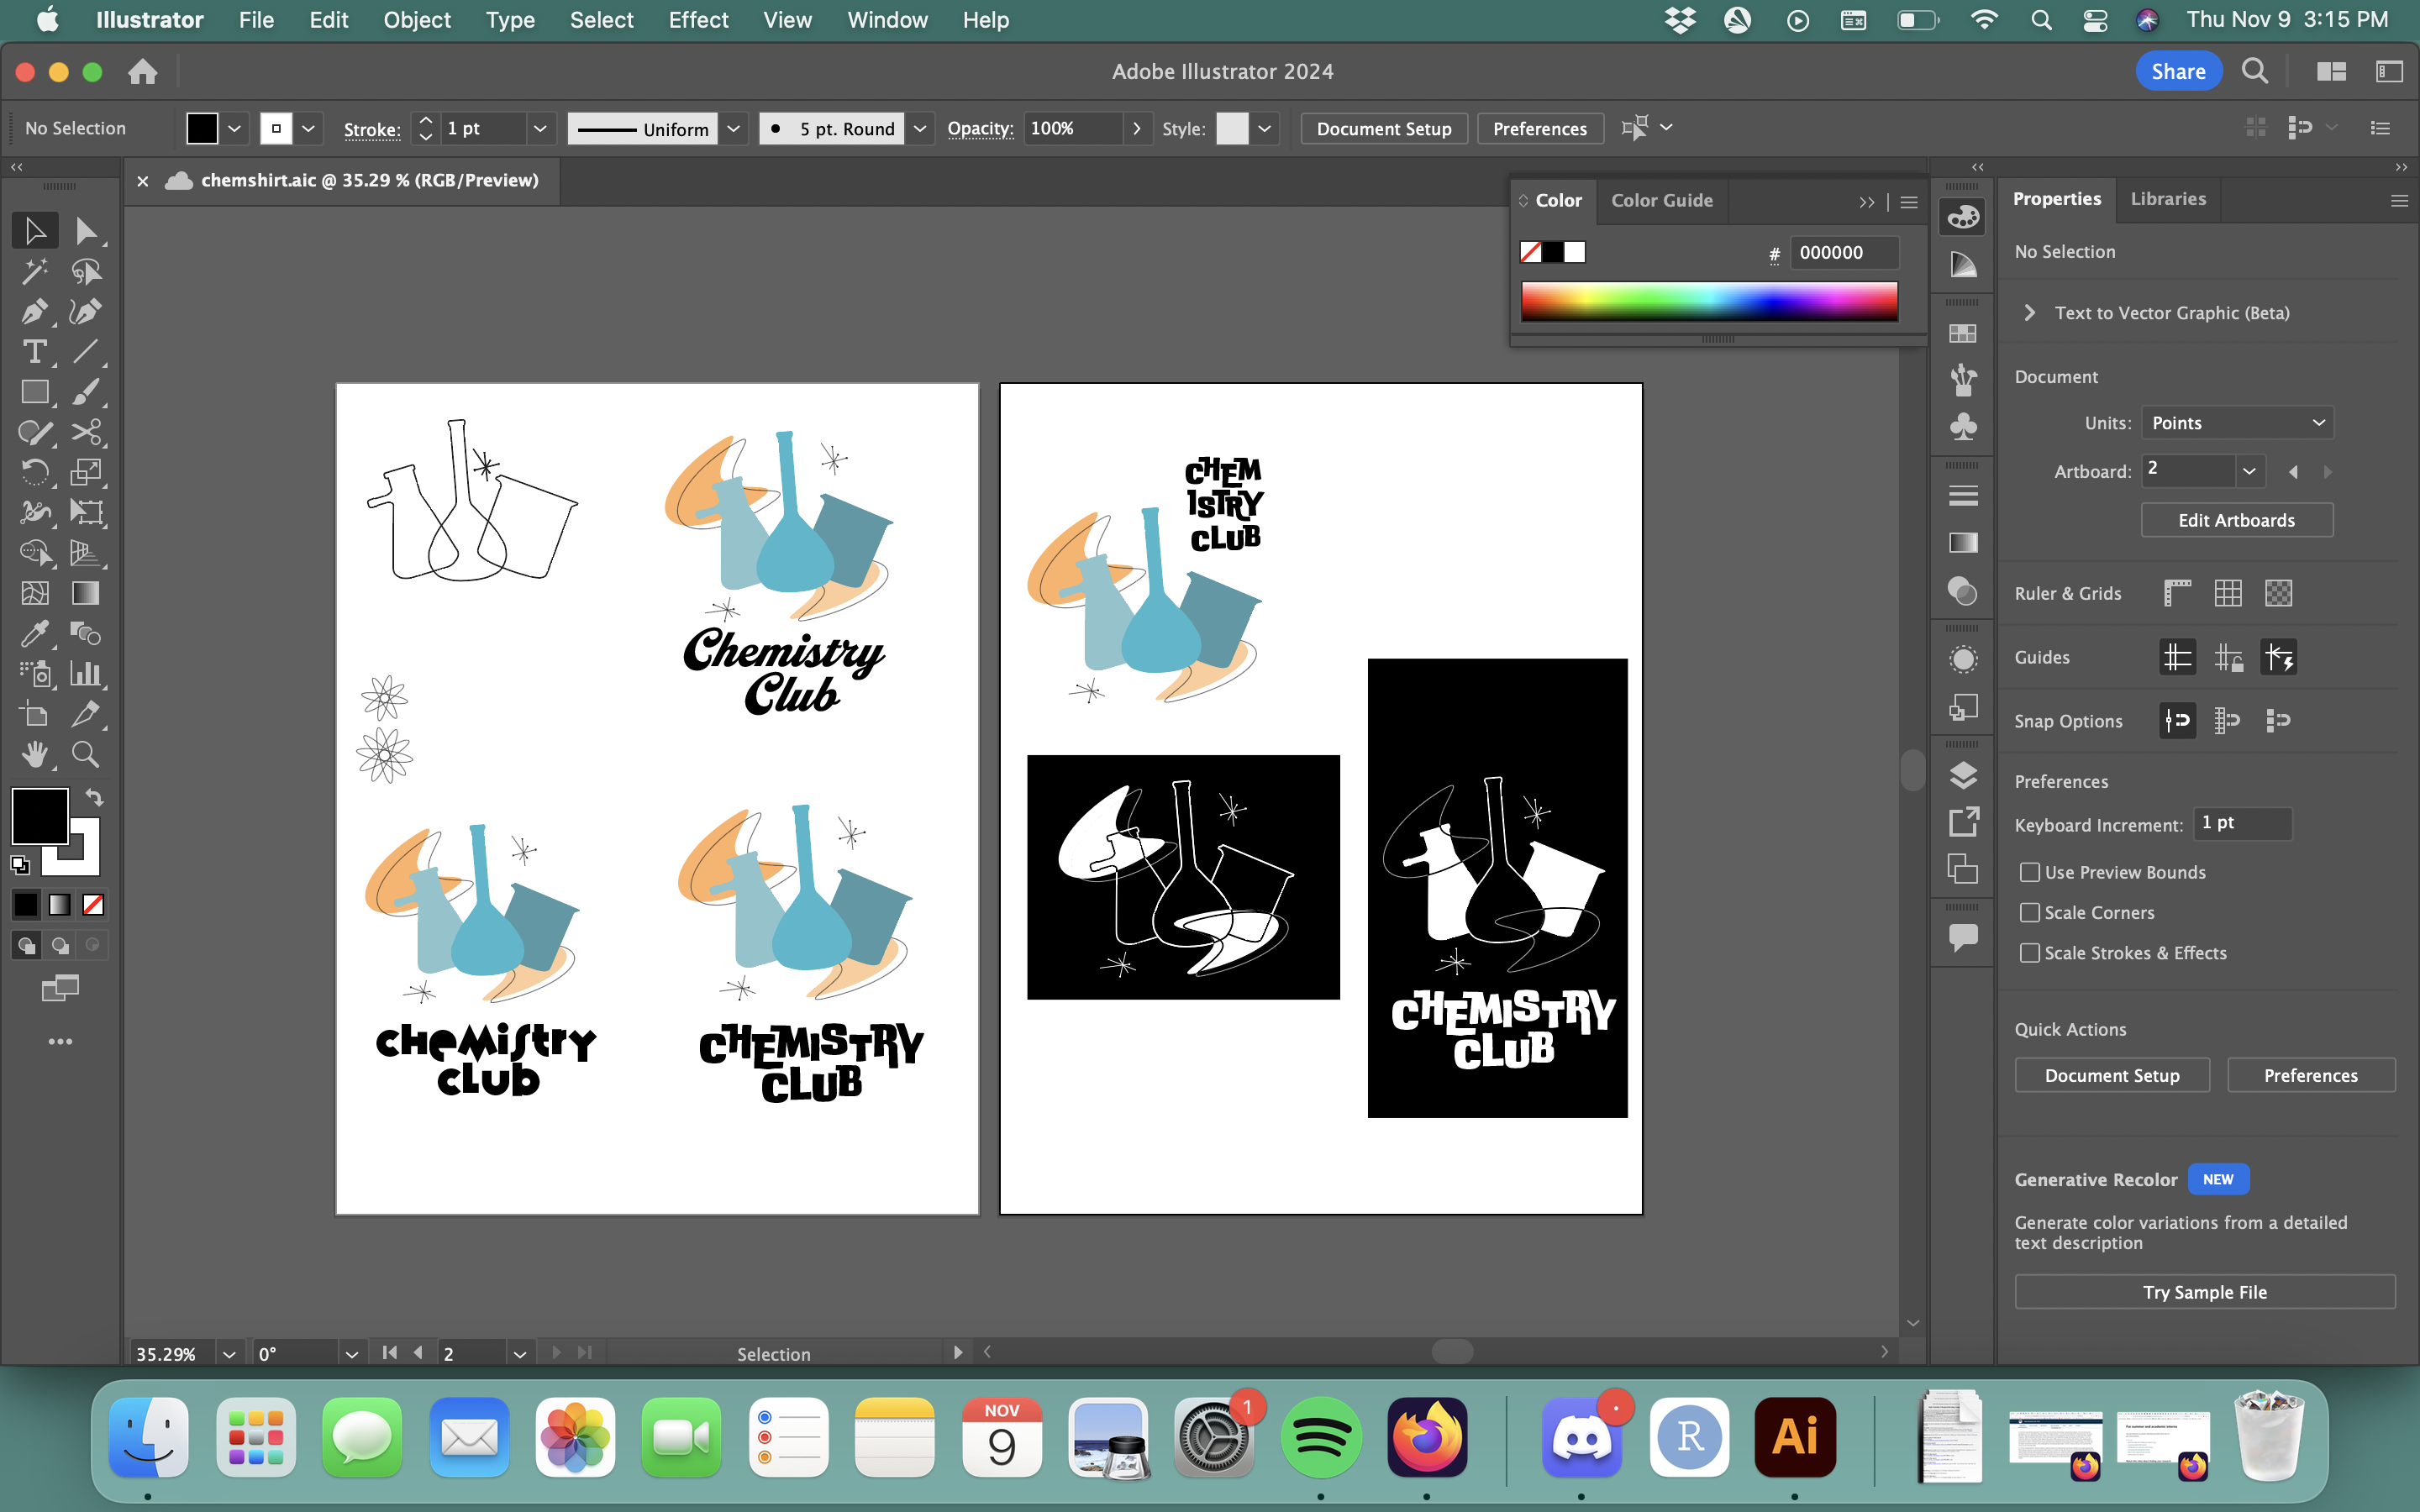 Illustrator File Edit Object Type Select Effect View Window Help Thu Nov 9 3:15 PM
Adobe Illustrator 2024 Share
No Selection Stroke: 1 pt Uniform 5 pt. Round Opacity: 100% Style: Document Setup Preferences
chemshirt.aic @ 35.29 % (RGB/Preview)
Color Color Guide
# 000000
Properties Libraries
No Selection
Text to Vector Graphic (Beta)
Document
Units: Points
Artboard: 2
Edit Artboards
Ruler & Grids
Guides
Snap Options
Preferences
Keyboard Increment: 1 pt
Use Preview Bounds
Scale Corners
Scale Strokes & Effects
Quick Actions
Document Setup Preferences
Generative Recolor NEW
Generate color variations from a detailed
text description
Try Sample File
Chemistry
Club
chemistry
club
CHEMISTRY
CLUB
CHEM
ISTRY
CLUB
CHEMISTRY
CLUB
35.29% 0° 2 Selection
NOV
9
1
R
Ai